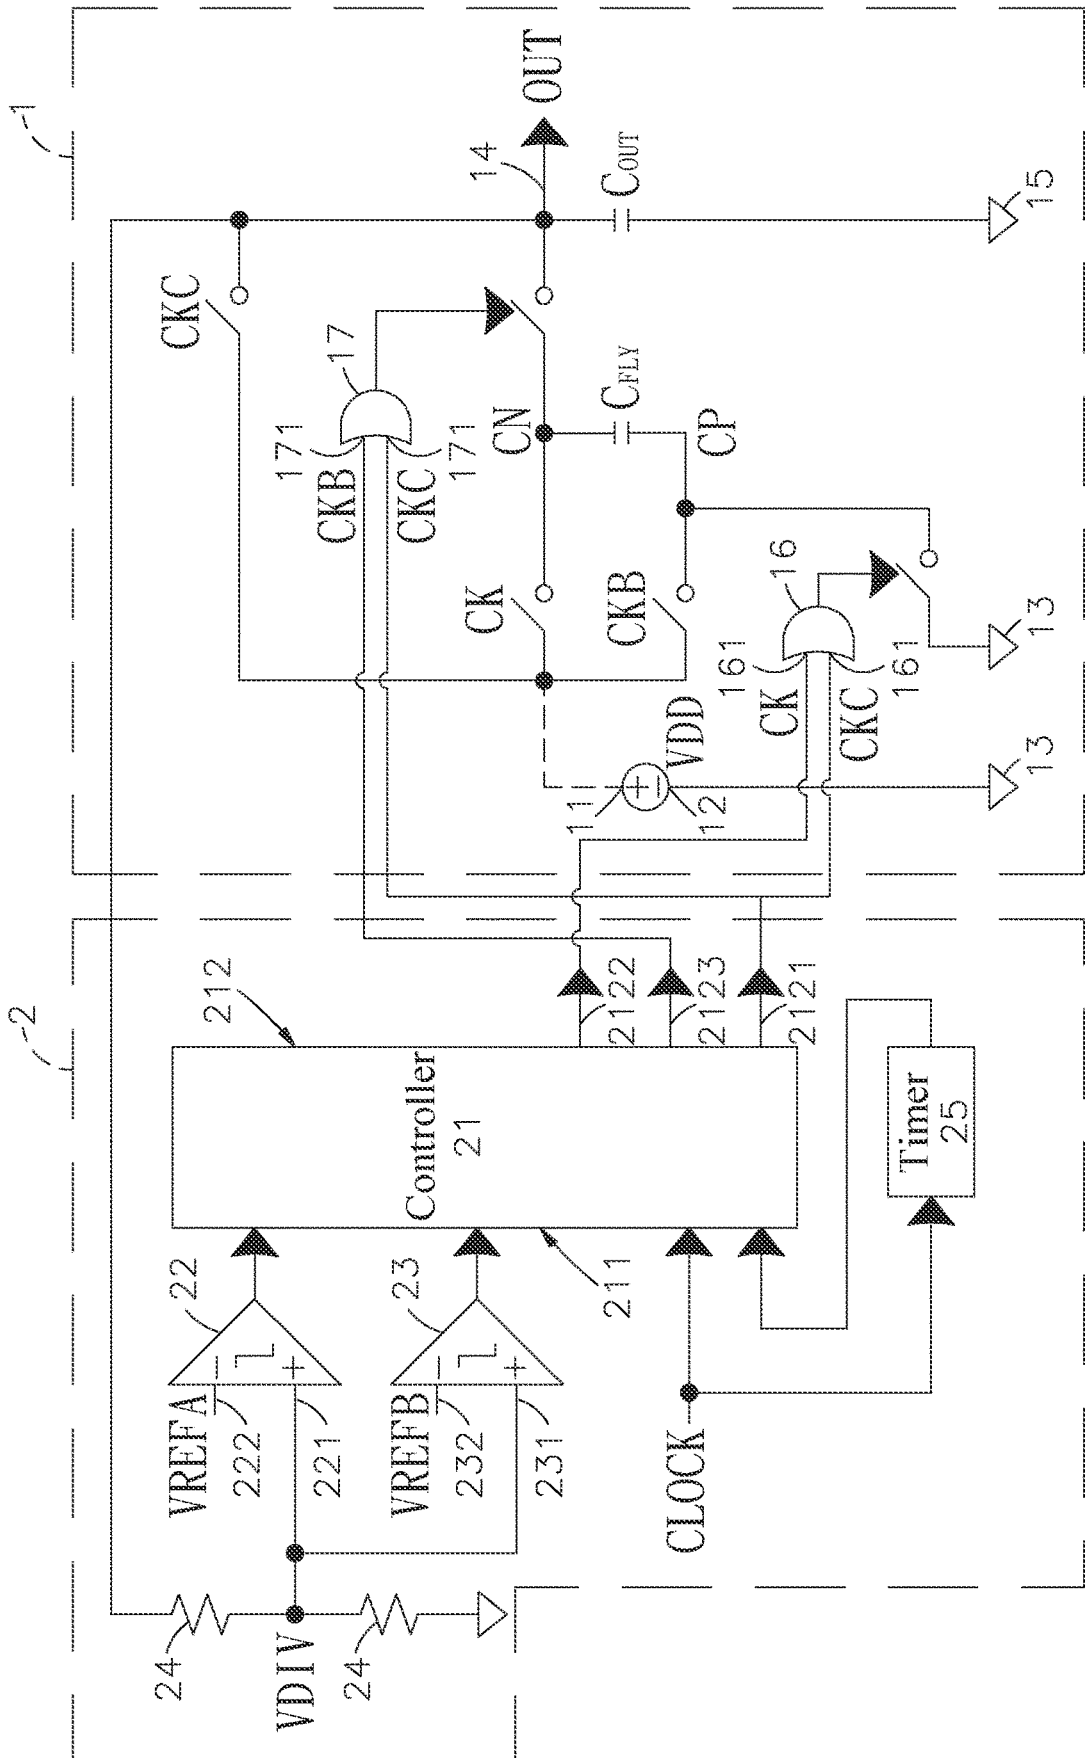 1
2
OUT
14
C_OUT
15
CKC
17
171
CKB
CKC
171
CN
C_FLY
CP
CK
CKB
16
161
CK
CKC
161
13
13
VDD
11
12
212
2122
2123
2121
Controller
21
211
Timer
25
22
VREFA
222
221
23
VREFB
232
231
CLOCK
24
VDIV
24